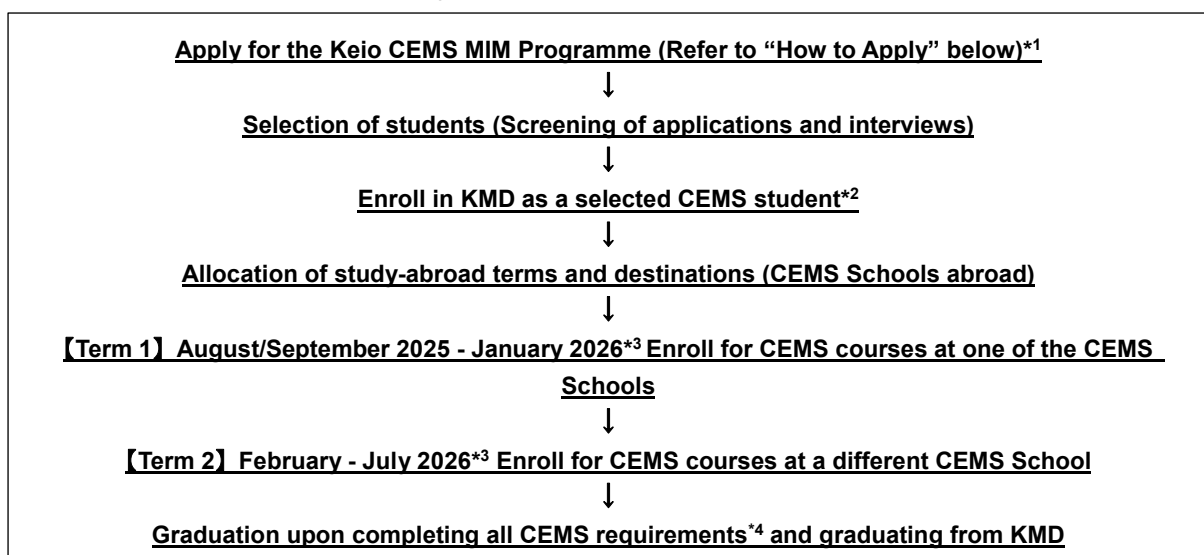 Apply for the Keio CEMS MIM Programme (Refer to “How to Apply” below)*1
↓
Selection of students (Screening of applications and interviews)
↓
Enroll in KMD as a selected CEMS student*2
↓
Allocation of study-abroad terms and destinations (CEMS Schools abroad)
↓
【Term 1】 August/September 2025 - January 2026*3 Enroll for CEMS courses at one of the CEMS
Schools
↓
【Term 2】 February - July 2026*3 Enroll for CEMS courses at a different CEMS School
↓
Graduation upon completing all CEMS requirements*4 and graduating from KMD